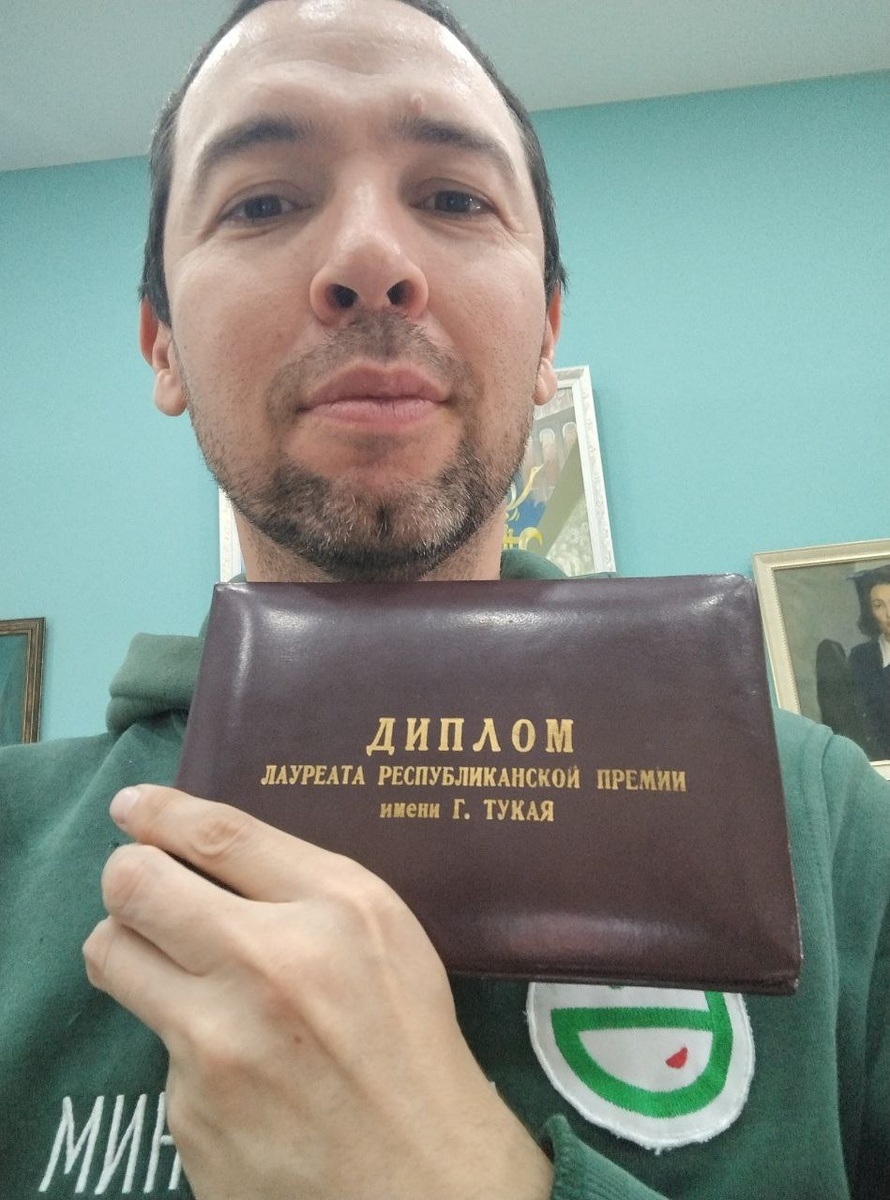 ДИПЛОМ
ЛАУРЕАТА РЕСПУБЛИКАНСКОЙ ПРЕМИИ
имени Г. ТУКАЯ